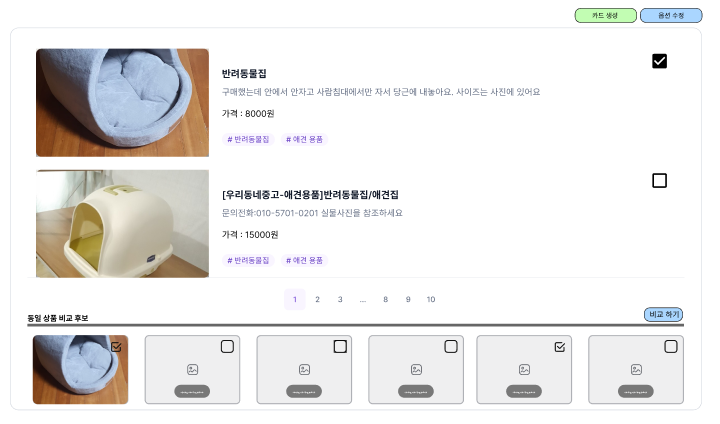 카드 생성
옵션 수정
반려동물집
구매했는데 안에서 안자고 사람침대에서만 자서 당근에 내놓아요. 사이즈는 사진에 있어요
가격 : 8000원
# 반려동물집 # 애견 용품
[우리동네중고-애견용품]반려동물집/애견집
문의전화:010-5701-0201 실물사진을 참조하세요
가격 : 15000원
# 반려동물집 # 애견 용품
1 2 3 ... 8 9 10
동일 상품 비교 후보
비교 하기